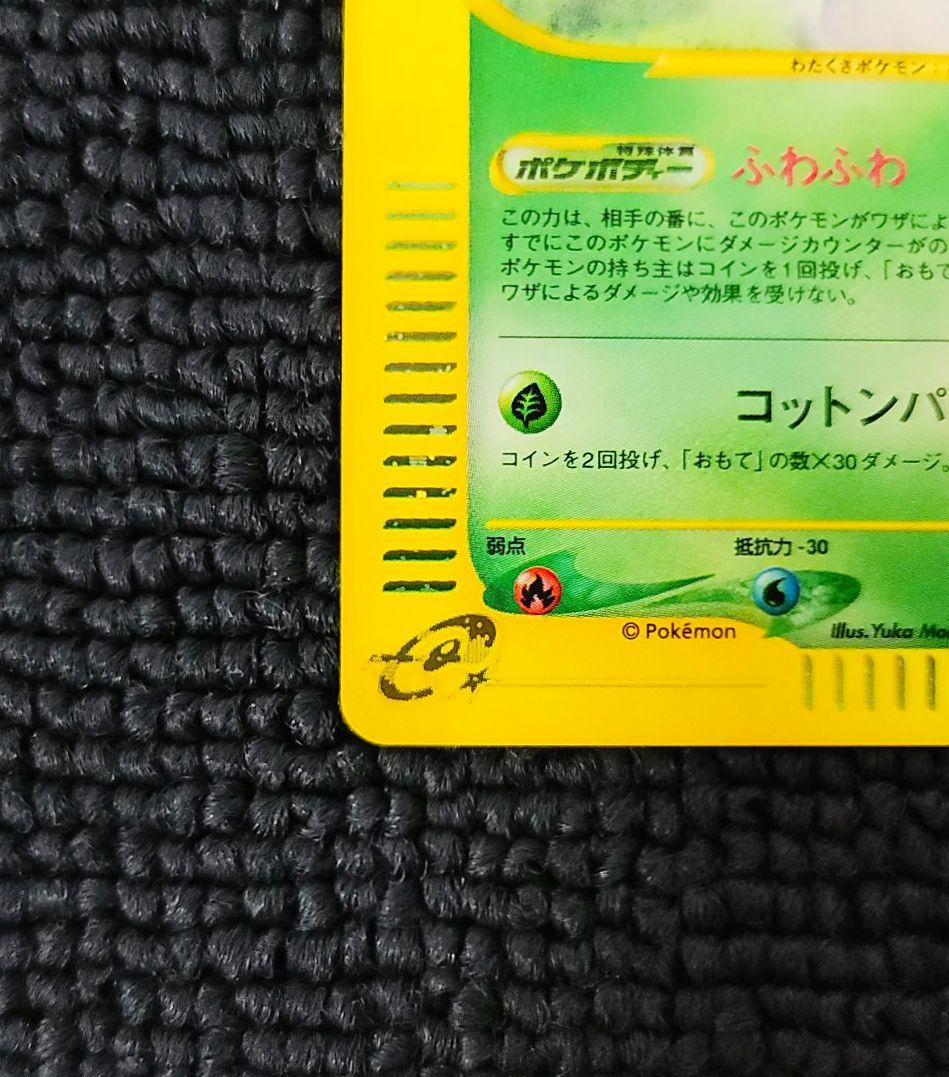 わたくさポケモン：
特殊体質
ポケボディー ふわふわ
この力は、相手の番に、このポケモンがワザによ
すでにこのポケモンにダメージカウンターがの
ポケモンの持ち主はコインを1回投げ、「おもて
ワザによるダメージや効果を受けない。
コットンパ
コインを2回投げ、「おもて」の数×30ダメージ。
弱点 抵抗力 -30
© Pokémon illus. Yuka